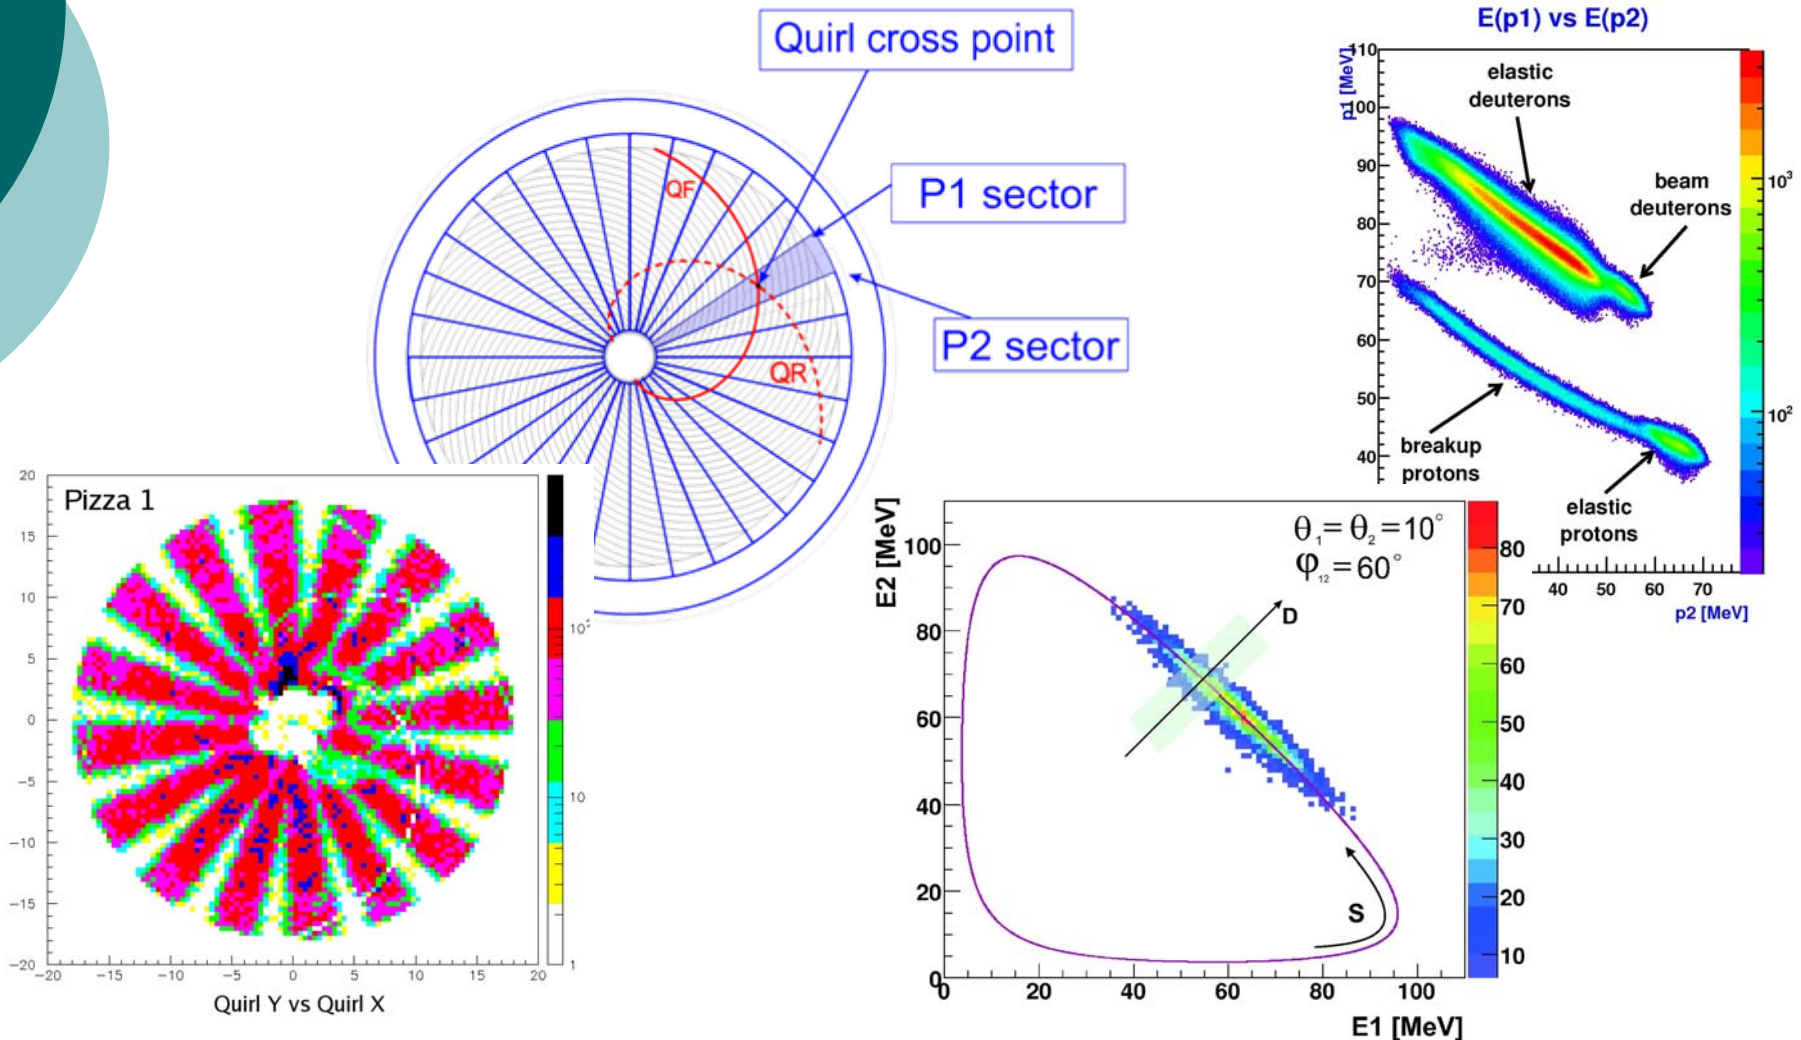 Quirl cross point
P1 sector
P2 sector
QF
QR
E(p1) vs E(p2)
p1 [MeV]
110
100
90
80
70
60
50
40
elastic
deuterons
beam
deuterons
breakup
protons
elastic
protons
10³
10²
40 50 60 70
p2 [MeV]
Pizza 1
20
15
10
5
0
−5
−10
−15
−20
−20 −15 −10 −5 0 5 10 15 20
Quirl Y vs Quirl X
10²
10
1
E2 [MeV]
100
80
60
40
20
0
0 20 40 60 80 100
E1 [MeV]
θ₁=θ₂=10°
φ₁₂=60°
D
S
80
70
60
50
40
30
20
10